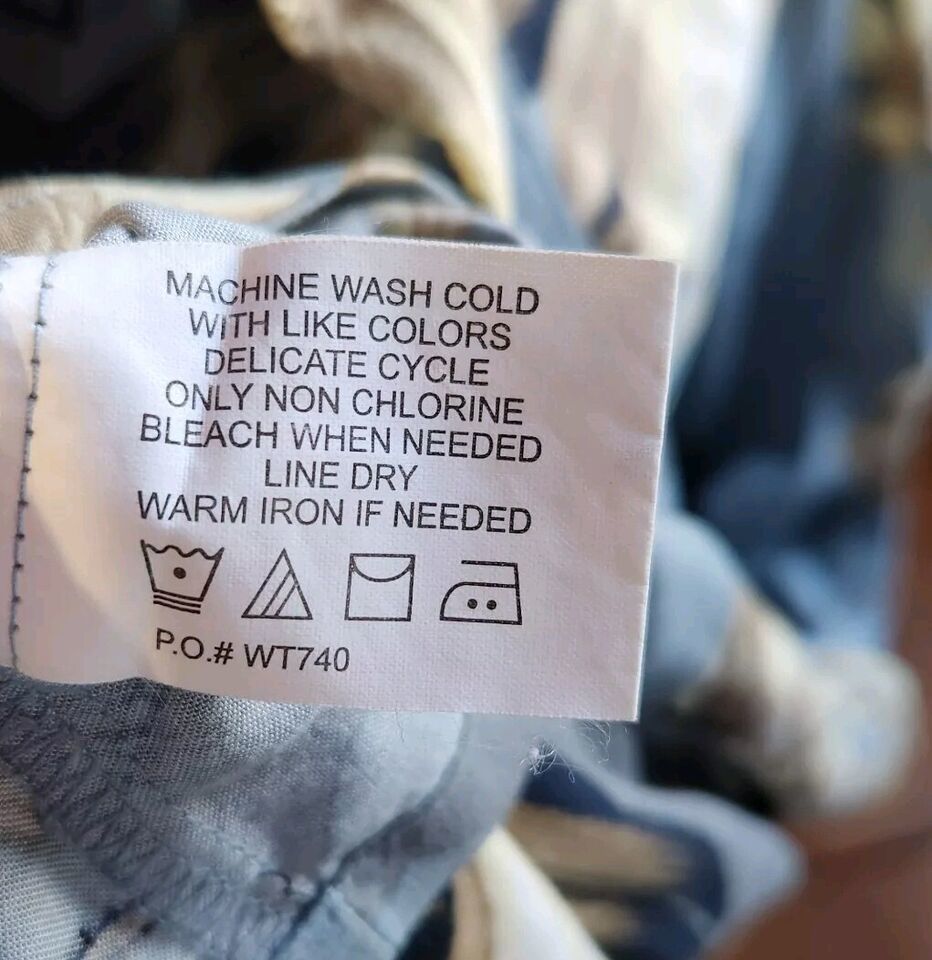 MACHINE WASH COLD
WITH LIKE COLORS
DELICATE CYCLE
ONLY NON CHLORINE
BLEACH WHEN NEEDED
LINE DRY
WARM IRON IF NEEDED
P.O.# WT740